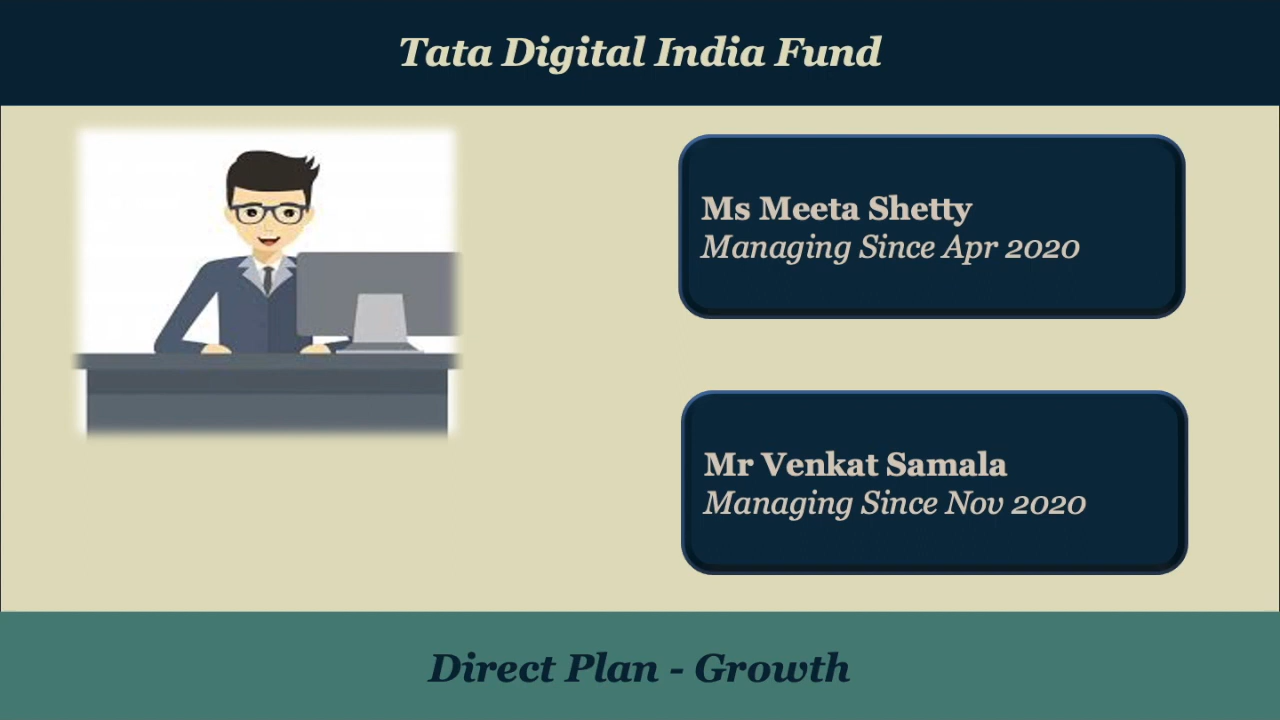 Tata Digital India Fund
Ms Meeta Shetty
Managing Since Apr 2020
Mr Venkat Samala
Managing Since Nov 2020
Direct Plan - Growth